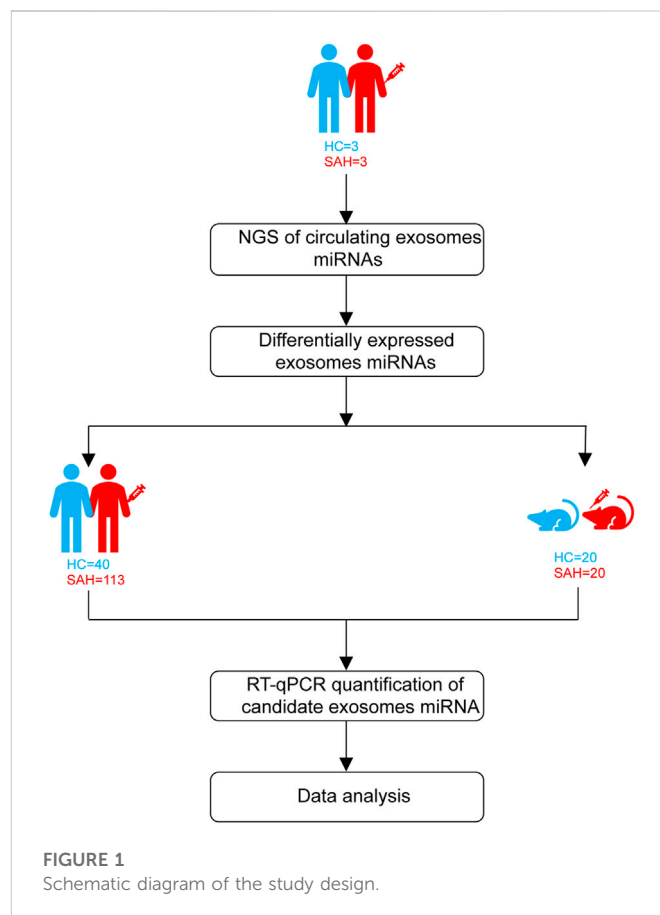 HC=3
SAH=3
NGS of circulating exosomes
miRNAs
Differentially expressed
exosomes miRNAs
HC=40
SAH=113
HC=20
SAH=20
RT-qPCR quantification of
candidate exosomes miRNA
Data analysis
FIGURE 1
Schematic diagram of the study design.